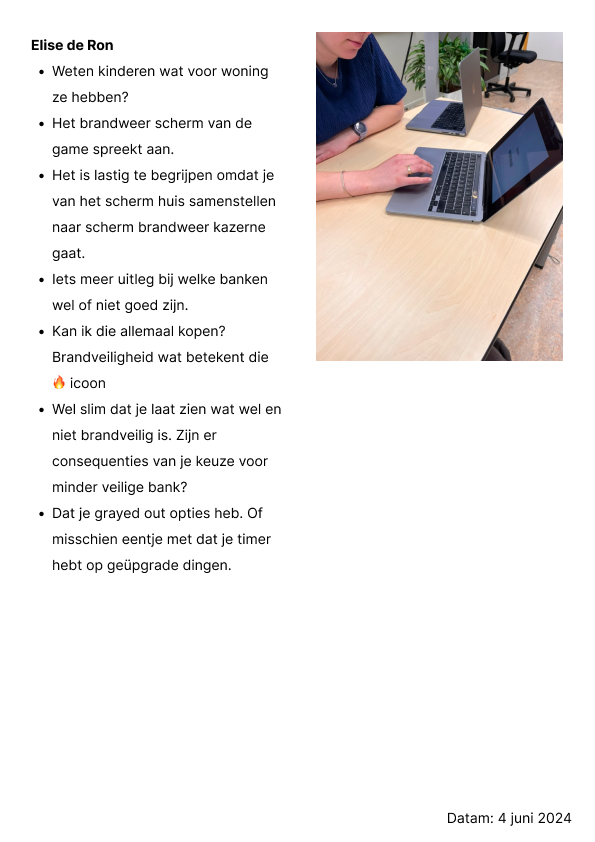 Elise de Ron
• Weten kinderen wat voor woning
ze hebben?
• Het brandweer scherm van de
game spreekt aan.
• Het is lastig te begrijpen omdat je
van het scherm huis samenstellen
naar scherm brandweer kazerne
gaat.
• Iets meer uitleg bij welke banken
wel of niet goed zijn.
• Kan ik die allemaal kopen?
Brandveiligheid wat betekent die
🔥 icoon
• Wel slim dat je laat zien wat wel en
niet brandveilig is. Zijn er
consequenties van je keuze voor
minder veilige bank?
• Dat je grayed out opties heb. Of
misschien eentje met dat je timer
hebt op geüpgrade dingen.
Datam: 4 juni 2024